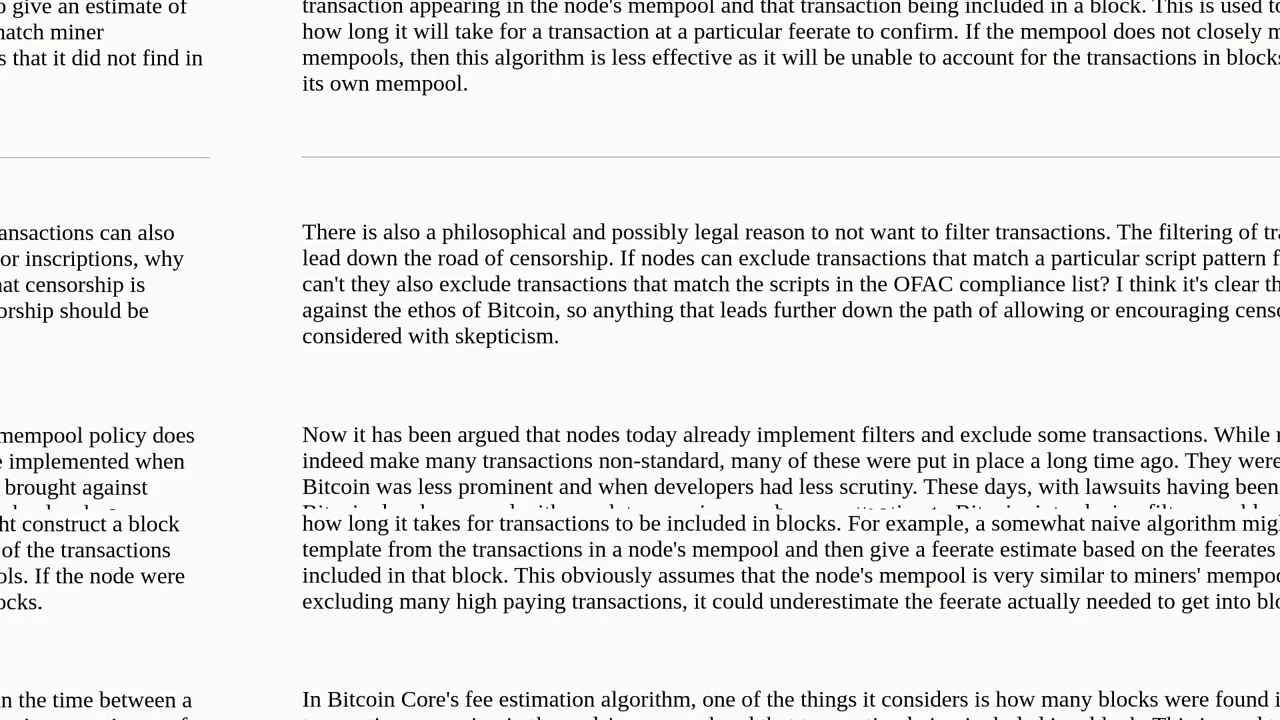 o give an estimate of
natch miner
s that it did not find in
ansactions can also
or inscriptions, why
hat censorship is
orship should be
mempool policy does
e implemented when
brought against
ht construct a block
of the transactions
ols. If the node were
ocks.
n the time between a
transaction appearing in the node's mempool and that transaction being included in a block. This is used to
how long it will take for a transaction at a particular feerate to confirm. If the mempool does not closely m
mempools, then this algorithm is less effective as it will be unable to account for the transactions in blocks
its own mempool.
There is also a philosophical and possibly legal reason to not want to filter transactions. The filtering of tra
lead down the road of censorship. If nodes can exclude transactions that match a particular script pattern f
can't they also exclude transactions that match the scripts in the OFAC compliance list? I think it's clear th
against the ethos of Bitcoin, so anything that leads further down the path of allowing or encouraging censo
considered with skepticism.
Now it has been argued that nodes today already implement filters and exclude some transactions. While
indeed make many transactions non-standard, many of these were put in place a long time ago. They were
Bitcoin was less prominent and when developers had less scrutiny. These days, with lawsuits having been
how long it takes for transactions to be included in blocks. For example, a somewhat naive algorithm mig
template from the transactions in a node's mempool and then give a feerate estimate based on the feerates
included in that block. This obviously assumes that the node's mempool is very similar to miners' mempoo
excluding many high paying transactions, it could underestimate the feerate actually needed to get into blo
In Bitcoin Core's fee estimation algorithm, one of the things it considers is how many blocks were found i